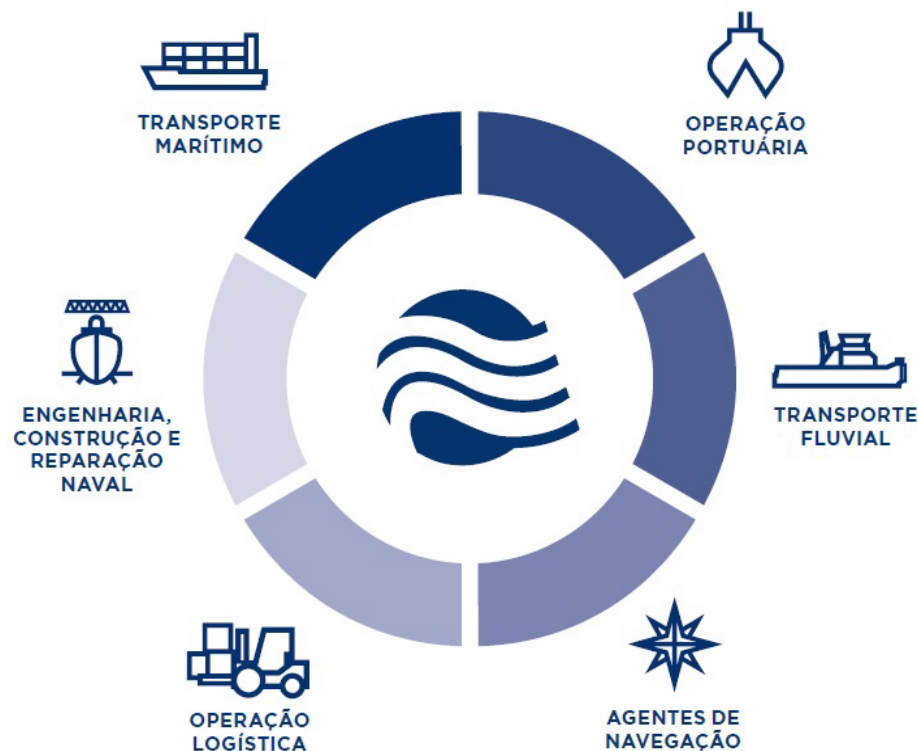 TRANSPORTE
MARÍTIMO
OPERAÇÃO
PORTUÁRIA
TRANSPORTE
FLUVIAL
AGENTES DE
NAVEGAÇÃO
OPERAÇÃO
LOGÍSTICA
ENGENHARIA,
CONSTRUÇÃO E
REPARAÇÃO
NAVAL